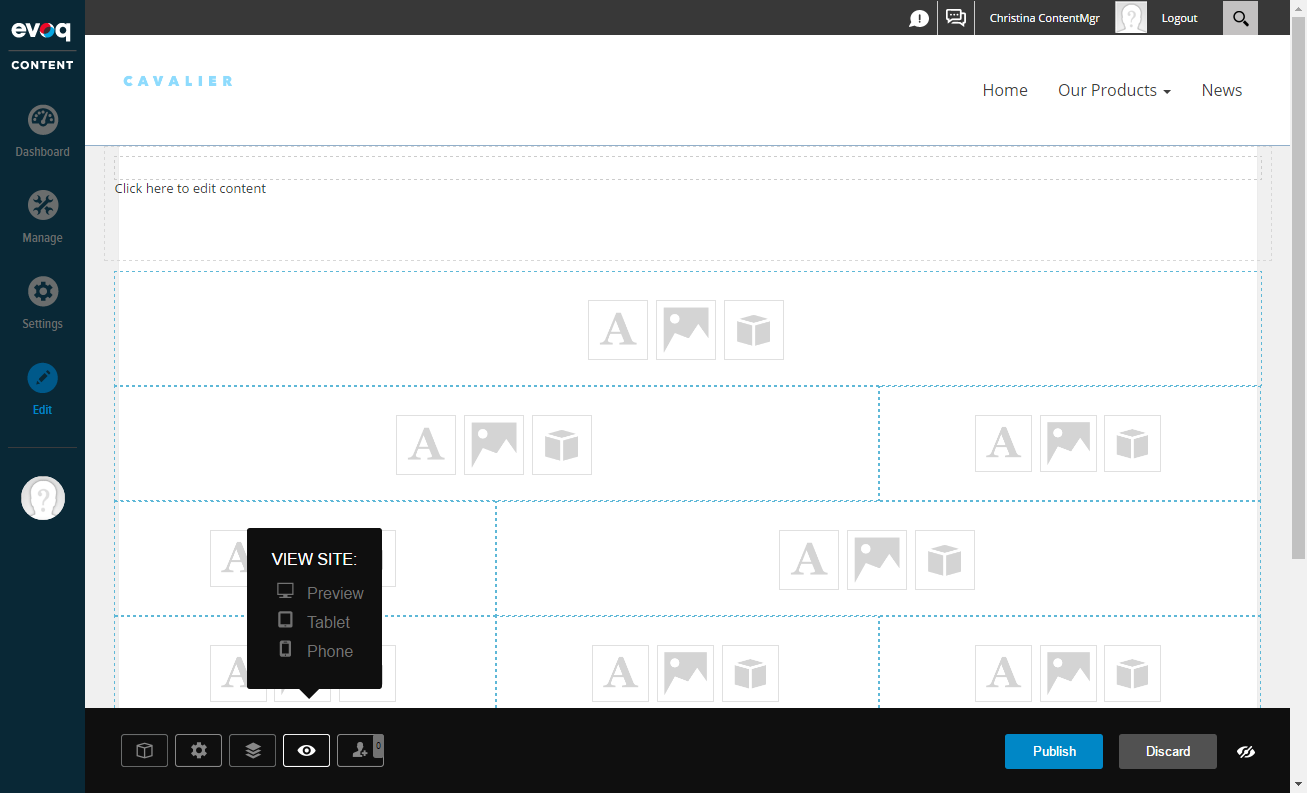 evoq
CONTENT
Christina ContentMgr
Logout
CAVALIER
Home
Our Products
News
Dashboard
Manage
Settings
Edit
Click here to edit content
A
A
A
A
A
A
A
A
VIEW SITE:
Preview
Tablet
Phone
0
Publish
Discard